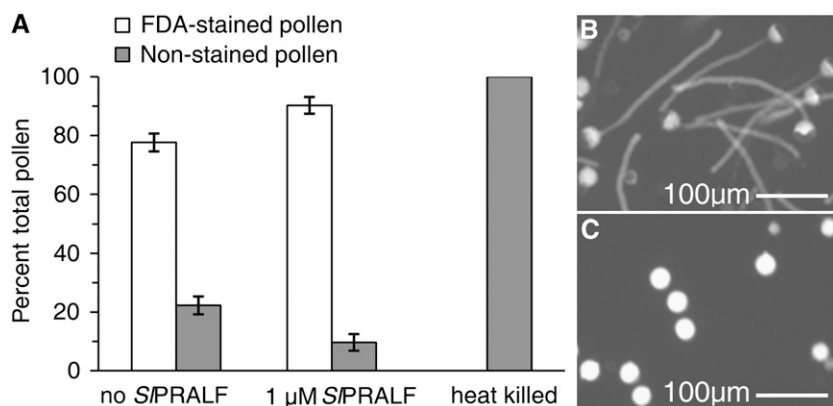 A
FDA-stained pollen
Non-stained pollen
Percent total pollen
100
80
60
40
20
0
no SlPRALF
1 μM SlPRALF
heat killed
B
100μm
C
100μm